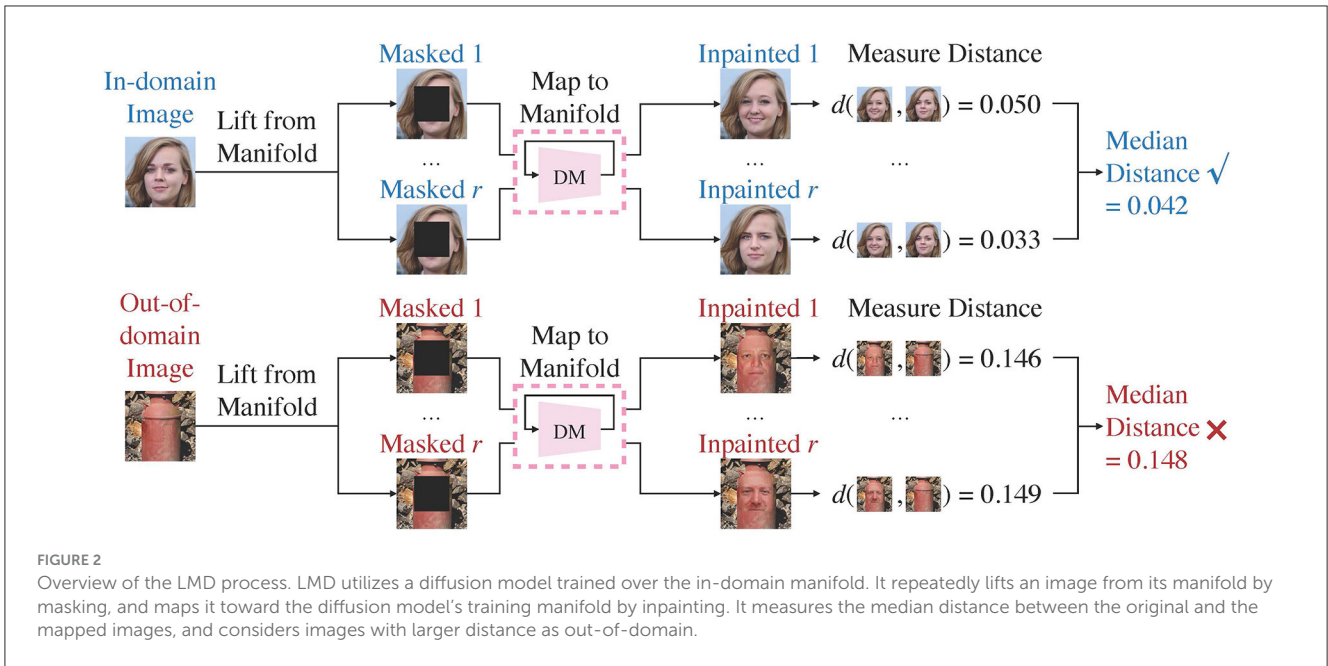 In-domain
Image
Lift from
Manifold
Masked 1
...
Masked r
Map to
Manifold
DM
Inpainted 1
...
Inpainted r
Measure Distance
d( , ) = 0.050
...
d( , ) = 0.033
Median
Distance √
= 0.042
Out-of-
domain
Image
Lift from
Manifold
Masked 1
...
Masked r
Map to
Manifold
DM
Inpainted 1
...
Inpainted r
Measure Distance
d( , ) = 0.146
...
d( , ) = 0.149
Median
Distance ×
= 0.148
FIGURE 2
Overview of the LMD process. LMD utilizes a diffusion model trained over the in-domain manifold. It repeatedly lifts an image from its manifold by
masking, and maps it toward the diffusion model's training manifold by inpainting. It measures the median distance between the original and the
mapped images, and considers images with larger distance as out-of-domain.